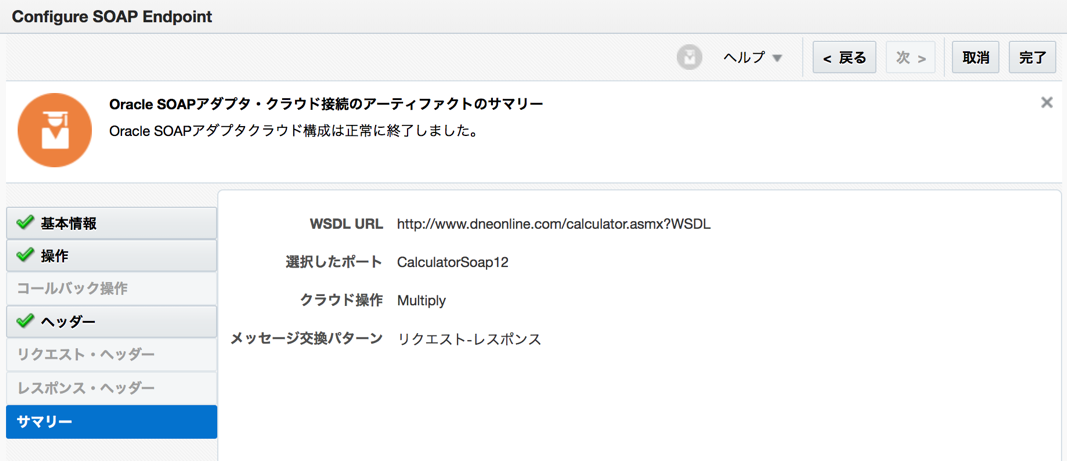 Configure SOAP Endpoint
ヘルプ
< 戻る
次 >
取消
完了
Oracle SOAPアダプタ・クラウド接続のアーティファクトのサマリー
Oracle SOAPアダプタクラウド構成は正常に終了しました。
基本情報
操作
コールバック操作
ヘッダー
リクエスト・ヘッダー
レスポンス・ヘッダー
サマリー
WSDL URL http://www.dneonline.com/calculator.asmx?WSDL
選択したポート CalculatorSoap12
クラウド操作 Multiply
メッセージ交換パターン リクエスト-レスポンス